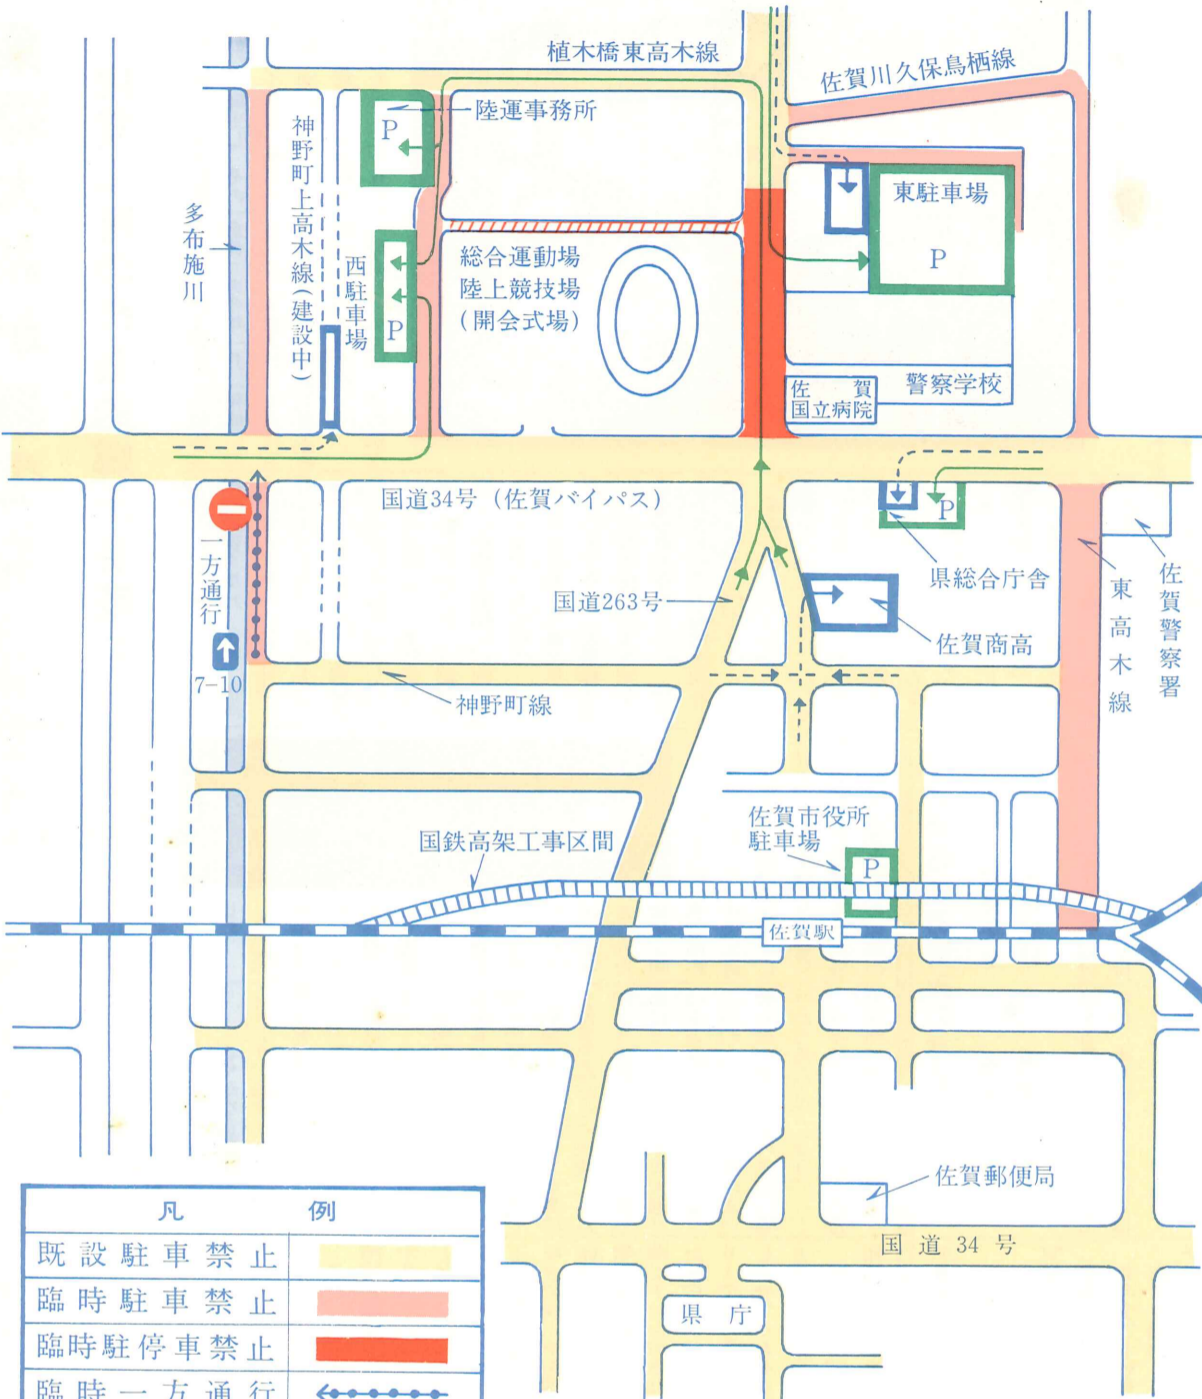 植木橋東高木線
佐賀川久保鳥栖線
陸運事務所
P
神野町上高木線(建設中)
多布施川
西駐車場
P
総合運動場
陸上競技場
(開会式場)
東駐車場
P
佐賀
国立病院
警察学校
国道34号(佐賀バイパス)
P
一方通行
7-10
国道263号
県総合庁舎
佐賀商高
東高木線
佐賀警察署
神野町線
国鉄高架工事区間
佐賀市役所
駐車場
P
佐賀駅
佐賀郵便局
国道34号
県庁
凡例
既設駐車禁止
臨時駐車禁止
臨時駐停車禁止
臨時一方通行